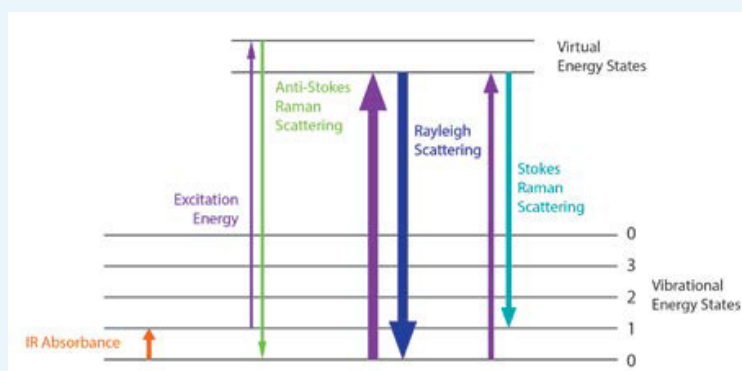 Virtual
Energy States
Anti-Stokes
Raman
Scattering
Rayleigh
Scattering
Stokes
Raman
Scattering
Excitation
Energy
0
3
2
Vibrational
Energy States
1
IR Absorbance
0